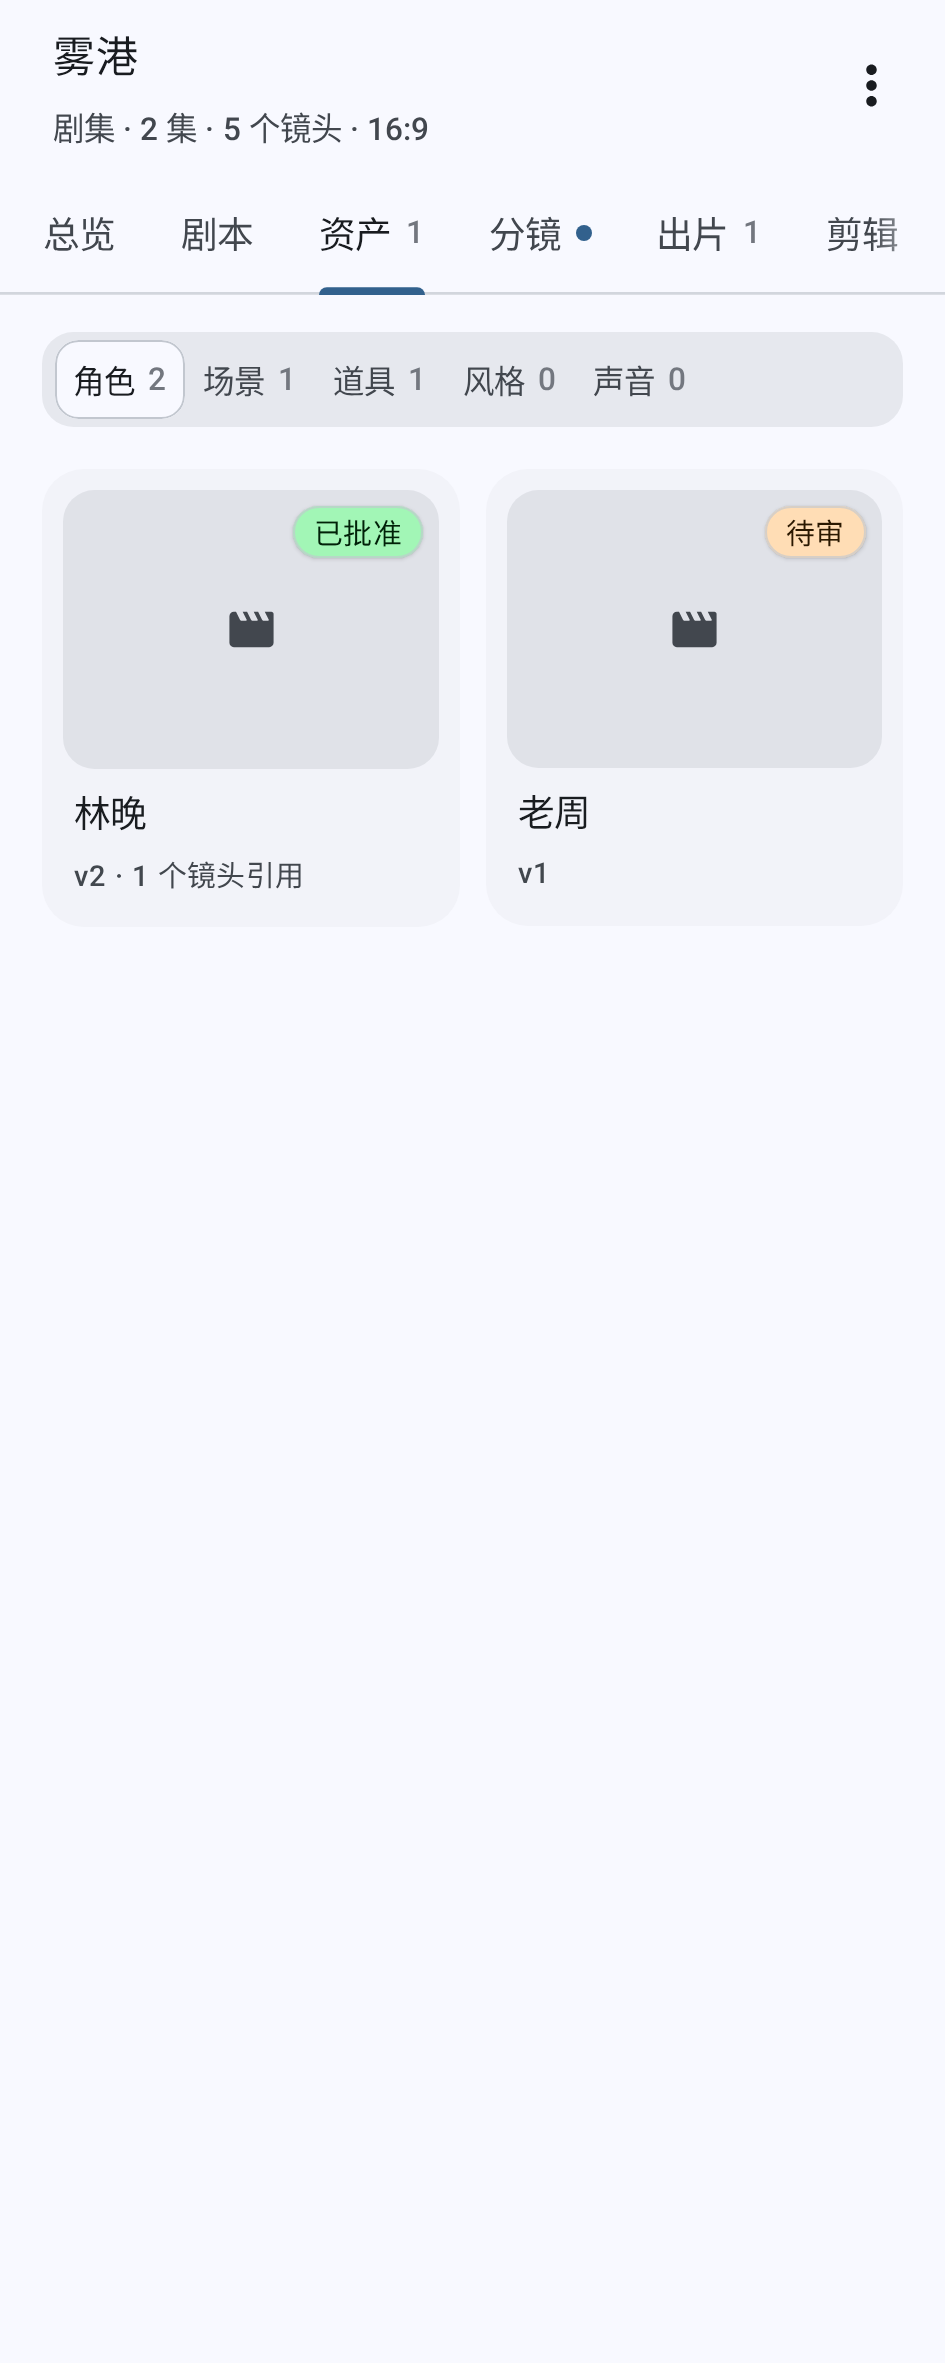 雾港
剧集 · 2 集 · 5 个镜头 · 16:9
总览 剧本 资产 1 分镜 出片 1 剪辑
角色 2 场景 1 道具 1 风格 0 声音 0
已批准 待审
林晚 老周
v2 · 1 个镜头引用 v1